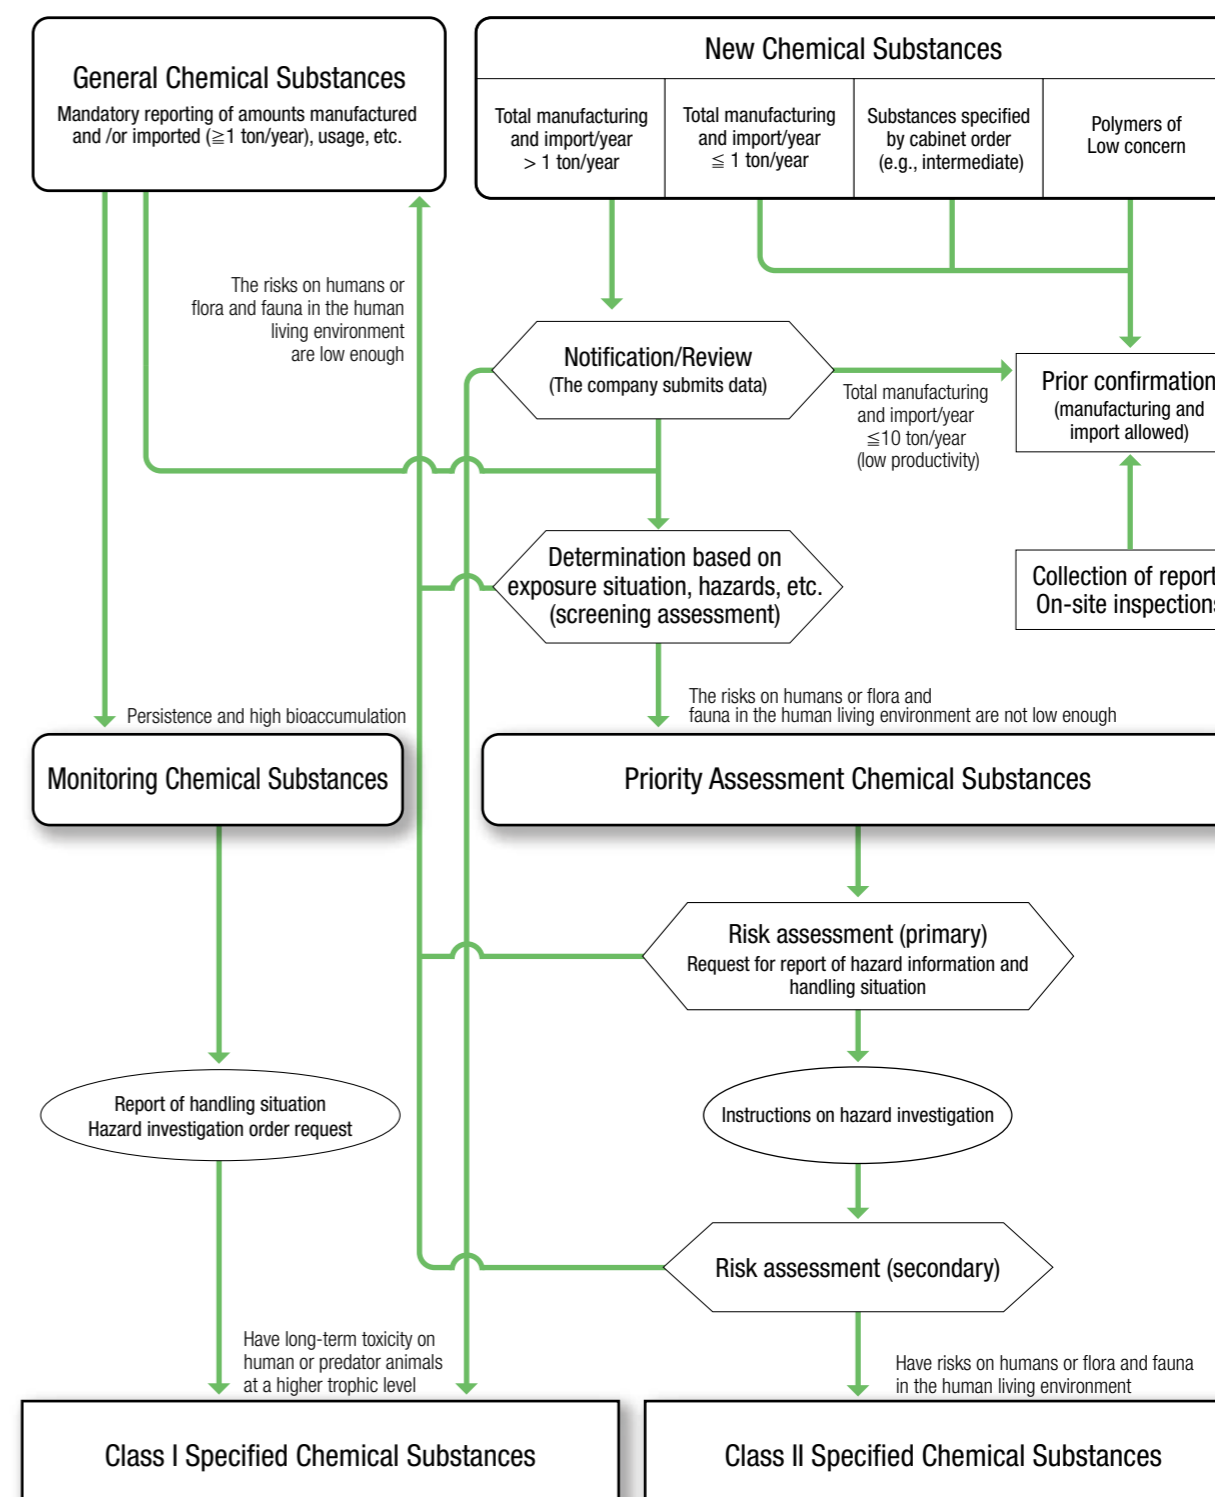 General Chemical Substances
Mandatory reporting of amounts manufactured
and /or imported (≧1 ton/year), usage, etc.
New Chemical Substances
Total manufacturing
and import/year
> 1 ton/year
Total manufacturing
and import/year
≦ 1 ton/year
Substances specified
by cabinet order
(e.g., intermediate)
Polymers of
Low concern
The risks on humans or
flora and fauna in the human
living environment
are low enough
Notification/Review
(The company submits data)
Total manufacturing
and import/year
≦10 ton/year
(low productivity)
Prior confirmation
(manufacturing and
import allowed)
Determination based on
exposure situation, hazards, etc.
(screening assessment)
Collection of report
On-site inspections
The risks on humans or flora and
fauna in the human living environment are not low enough
Persistence and high bioaccumulation
Monitoring Chemical Substances
Priority Assessment Chemical Substances
Risk assessment (primary)
Request for report of hazard information and
handling situation
Report of handling situation
Hazard investigation order request
Instructions on hazard investigation
Risk assessment (secondary)
Have long-term toxicity on
human or predator animals
at a higher trophic level
Have risks on humans or flora and fauna
in the human living environment
Class I Specified Chemical Substances
Class II Specified Chemical Substances